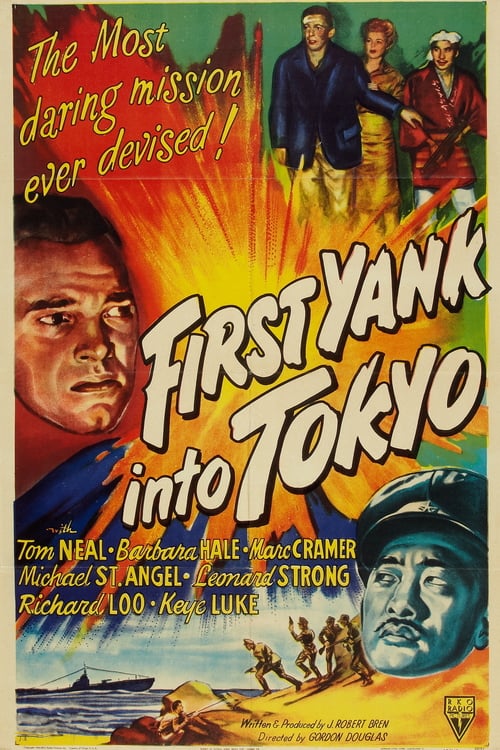 The Most
daring mission
ever devised!
FIRST YANK
into TOKYO
with
Tom NEAL · Barbara HALE · Marc CRAMER
Michael ST. ANGEL · Leonard STRONG
Richard LOO · Keye LUKE
Written & Produced by J. ROBERT BREN
Directed by GORDON DOUGLAS
RKO
RADIO